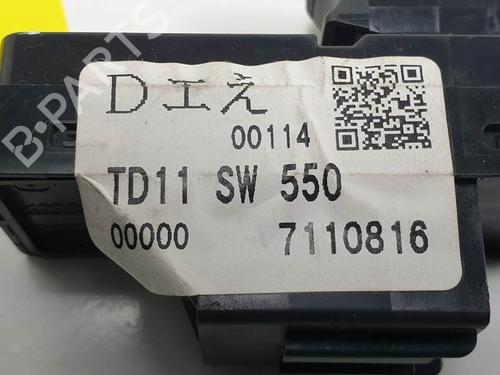 Dエえ
00114
TD11 SW 550
00000 7110816
B-PARTS